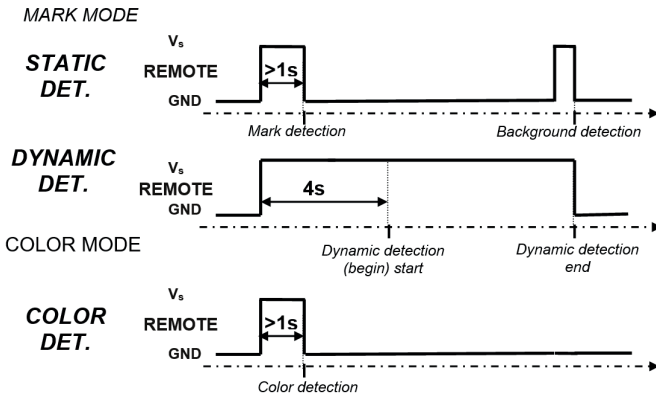 MARK MODE
STATIC
DET.
Vs
REMOTE
GND
>1s
Mark detection
Background detection
DYNAMIC
DET.
Vs
REMOTE
GND
4s
Dynamic detection
(begin) start
Dynamic detection
end
COLOR MODE
COLOR
DET.
Vs
REMOTE
GND
>1s
Color detection